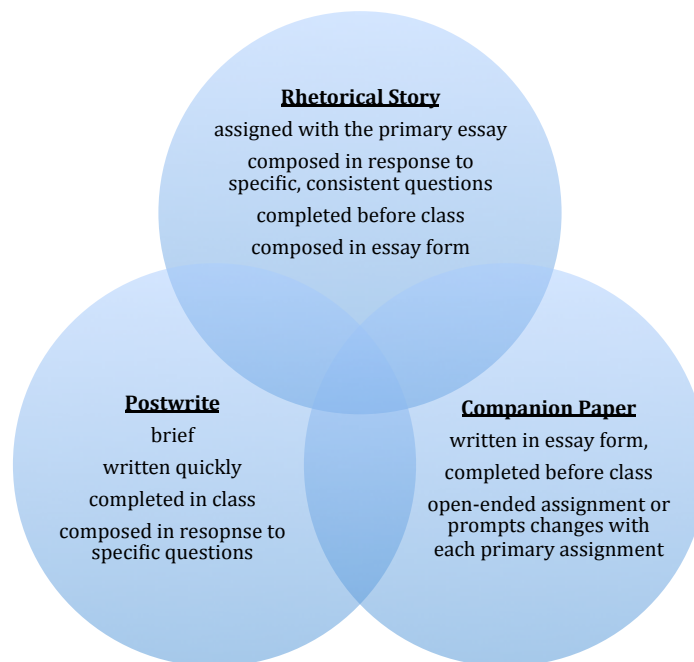 Rhetorical Story
assigned with the primary essay
composed in response to
specific, consistent questions
completed before class
composed in essay form
Postwrite
brief
written quickly
completed in class
composed in resopnse to
specific questions
Companion Paper
written in essay form,
completed before class
open-ended assignment or
prompts changes with
each primary assignment